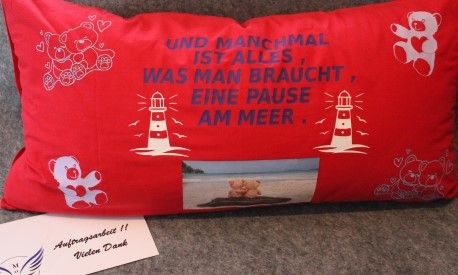 UND MANCHMAL
IST ALLES ,
WAS MAN BRAUCHT ,
EINE PAUSE
AM MEER .
Auftragsarbeit !!
Vielen Dank
M